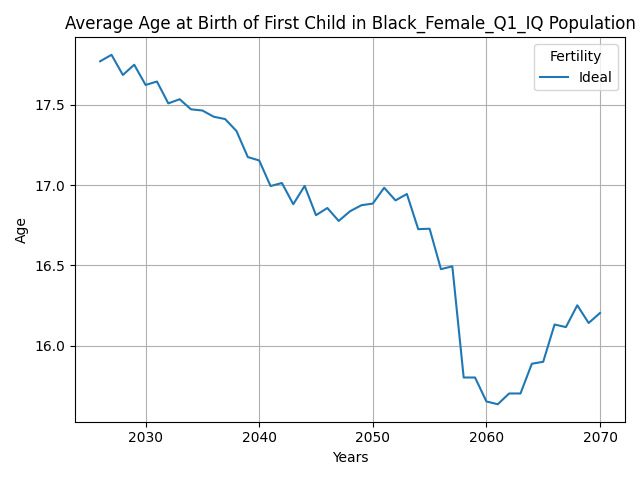 Average Age at Birth of First Child in Black_Female_Q1_IQ Population
Fertility
Ideal
17.5
17.0
16.5
16.0
Age
2030 2040 2050 2060 2070
Years